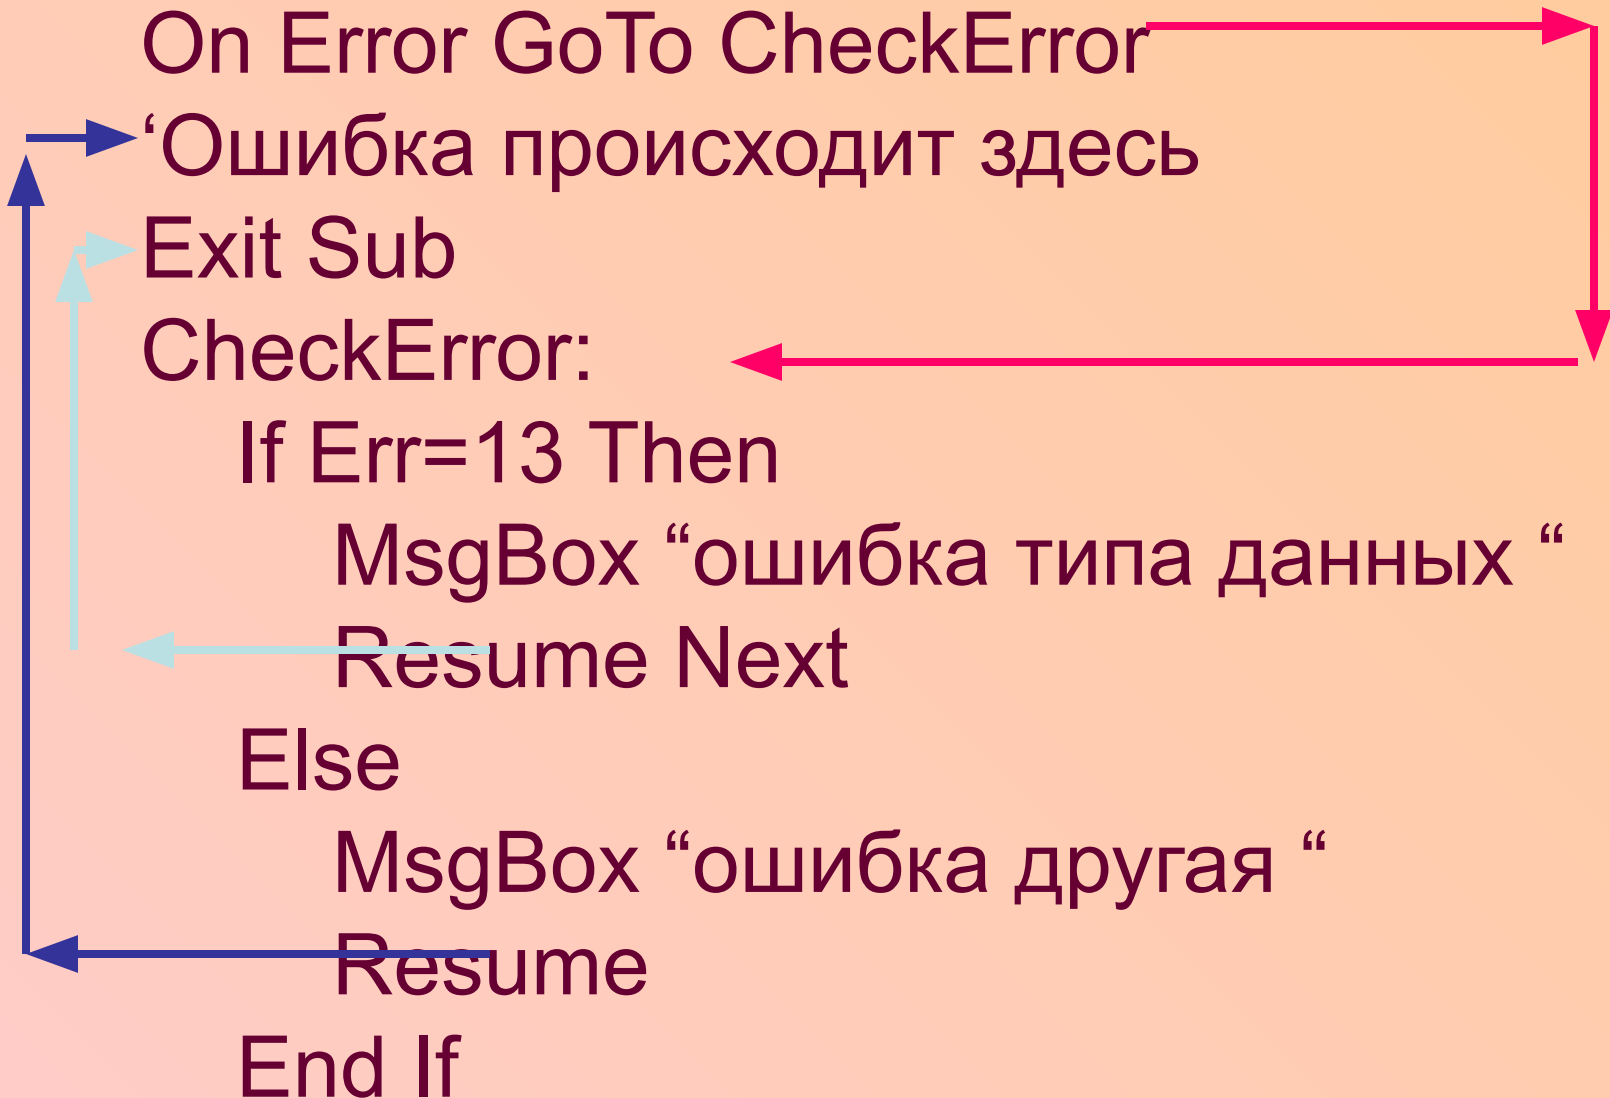 On Error GoTo CheckError
‘Ошибка происходит здесь
Exit Sub
CheckError:
If Err=13 Then
MsgBox “ошибка типа данных “
Resume Next
Else
MsgBox “ошибка другая “
Resume
End If